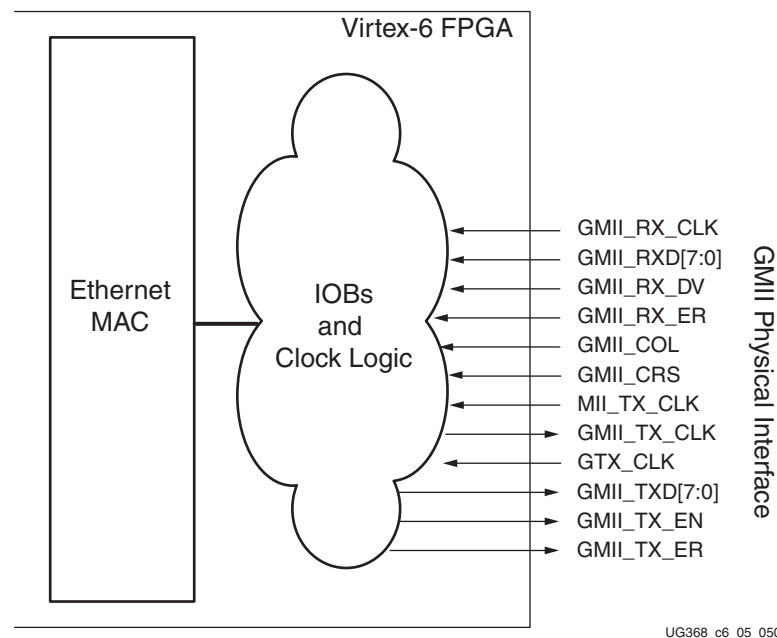 Virtex-6 FPGA
Ethernet
MAC
IOBs
and
Clock Logic
GMII_RX_CLK
GMII_RXD[7:0]
GMII_RX_DV
GMII_RX_ER
GMII_COL
GMII_CRS
MII_TX_CLK
GMII_TX_CLK
GTX_CLK
GMII_TXD[7:0]
GMII_TX_EN
GMII_TX_ER
GMII Physical Interface
UG368_c6_05_050